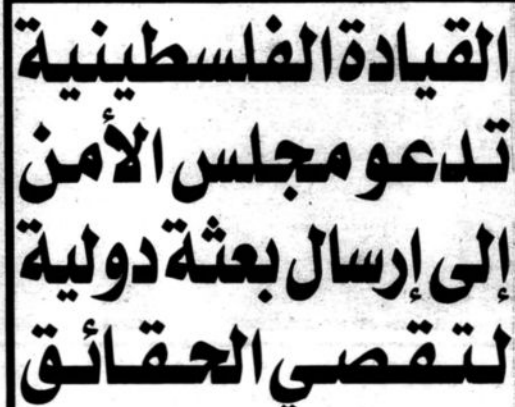 القيادة الفلسطينية
تدعو مجلس الأمن
إلى إرسال بعثة دولية
لتقصي الحقائق